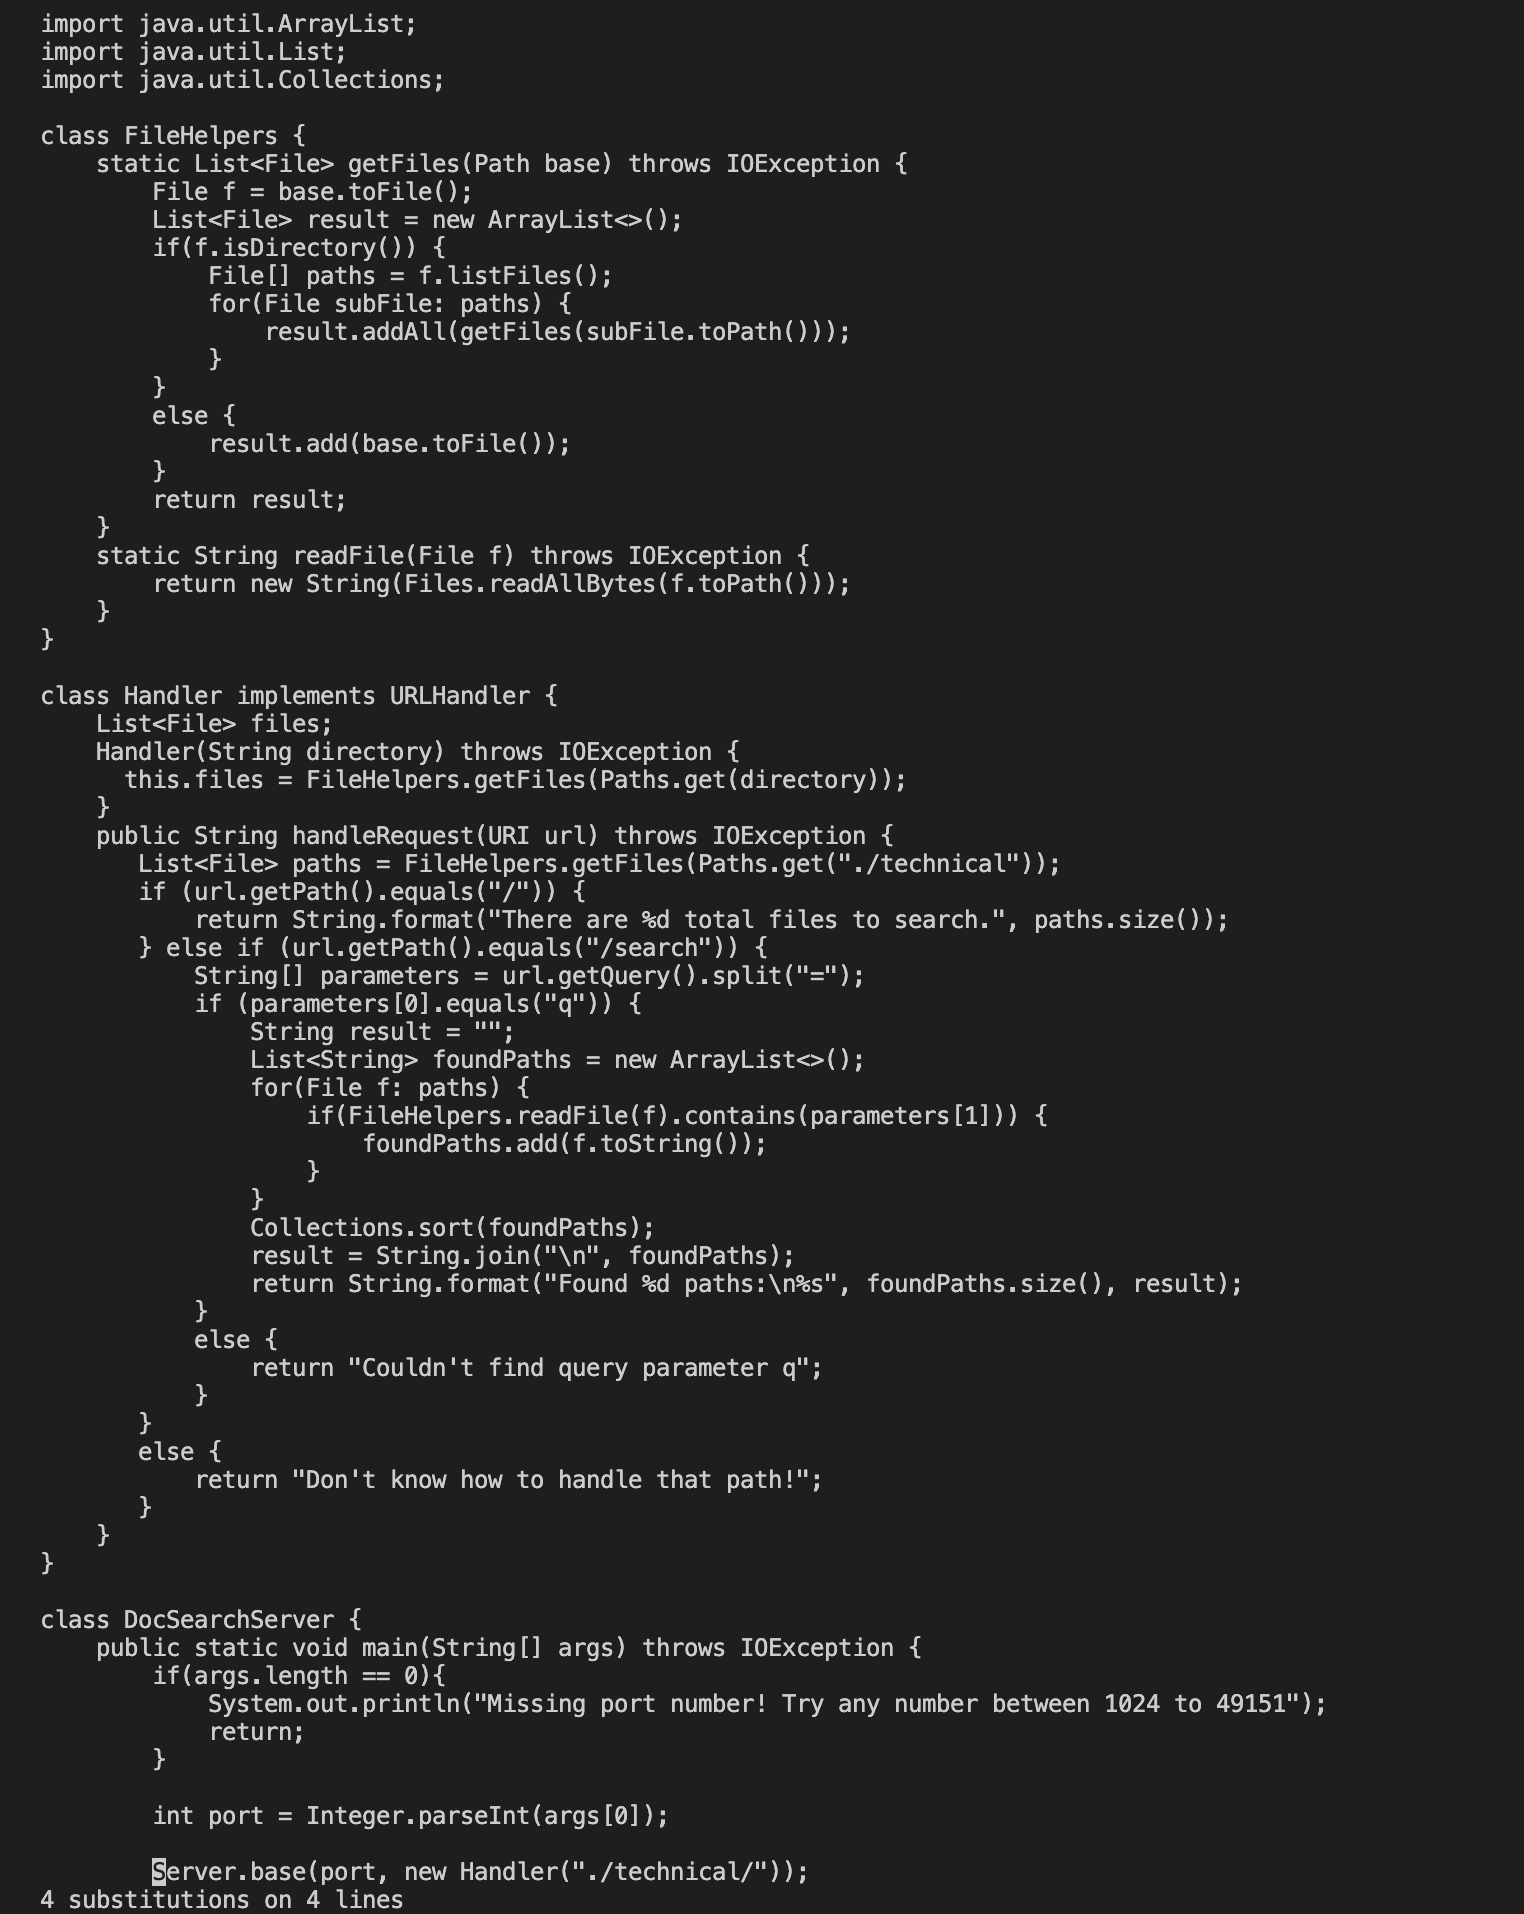 import java.util.ArrayList;
import java.util.List;
import java.util.Collections;

class FileHelpers {
    static List<File> getFiles(Path base) throws IOException {
        File f = base.toFile();
        List<File> result = new ArrayList<>();
        if(f.isDirectory()) {
            File[] paths = f.listFiles();
            for(File subFile: paths) {
                result.addAll(getFiles(subFile.toPath()));
            }
        }
        else {
            result.add(base.toFile());
        }
        return result;
    }
    static String readFile(File f) throws IOException {
        return new String(Files.readAllBytes(f.toPath()));
    }
}

class Handler implements URLHandler {
    List<File> files;
    Handler(String directory) throws IOException {
      this.files = FileHelpers.getFiles(Paths.get(directory));
    }
    public String handleRequest(URI url) throws IOException {
       List<File> paths = FileHelpers.getFiles(Paths.get("./technical"));
       if (url.getPath().equals("/")) {
           return String.format("There are %d total files to search.", paths.size());
       } else if (url.getPath().equals("/search")) {
           String[] parameters = url.getQuery().split("=");
           if (parameters[0].equals("q")) {
               String result = "";
               List<String> foundPaths = new ArrayList<>();
               for(File f: paths) {
                   if(FileHelpers.readFile(f).contains(parameters[1])) {
                       foundPaths.add(f.toString());
                   }
               }
               Collections.sort(foundPaths);
               result = String.join("\n", foundPaths);
               return String.format("Found %d paths:\n%s", foundPaths.size(), result);
           }
           else {
               return "Couldn't find query parameter q";
           }
       }
       else {
           return "Don't know how to handle that path!";
       }
    }
}

class DocSearchServer {
    public static void main(String[] args) throws IOException {
        if(args.length == 0){
            System.out.println("Missing port number! Try any number between 1024 to 49151");
            return;
        }

        int port = Integer.parseInt(args[0]);

        Server.base(port, new Handler("./technical/"));
4 substitutions on 4 lines